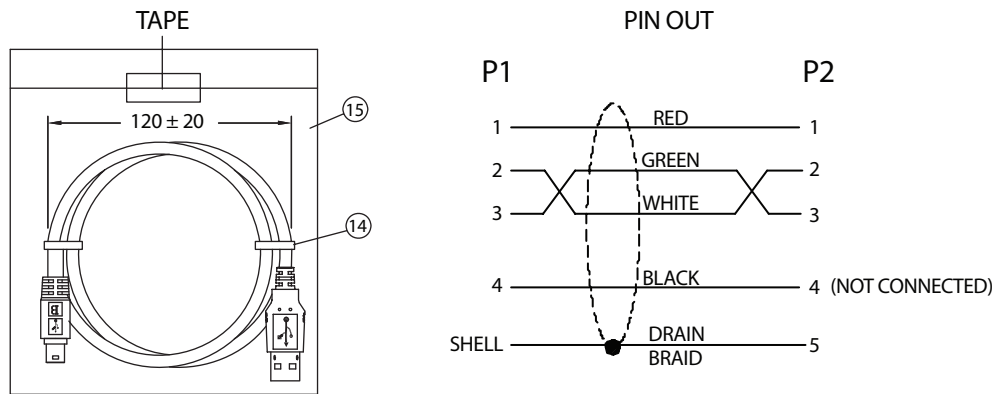 TAPE
120 ± 20
15
14
B
PIN OUT
P1 P2
1 RED 1
2 GREEN 2
3 WHITE 3
4 BLACK 4 (NOT CONNECTED)
SHELL DRAIN 5
BRAID